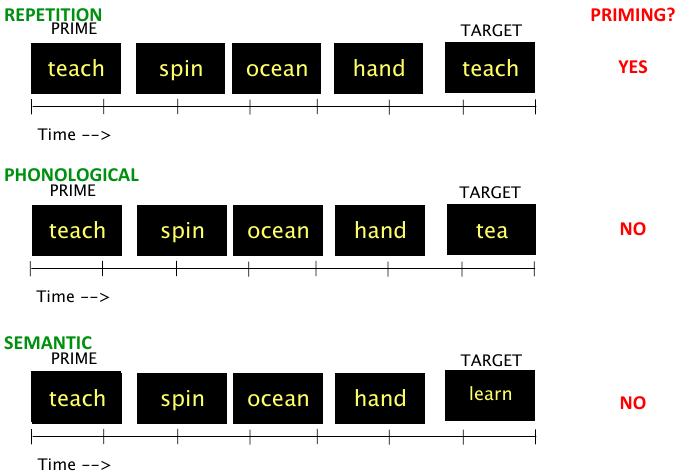 REPETITION PRIMING?
PRIME TARGET
teach spin ocean hand teach YES
Time -->
PHONOLOGICAL
PRIME TARGET
teach spin ocean hand tea NO
Time -->
SEMANTIC
PRIME TARGET
teach spin ocean hand learn NO
Time -->